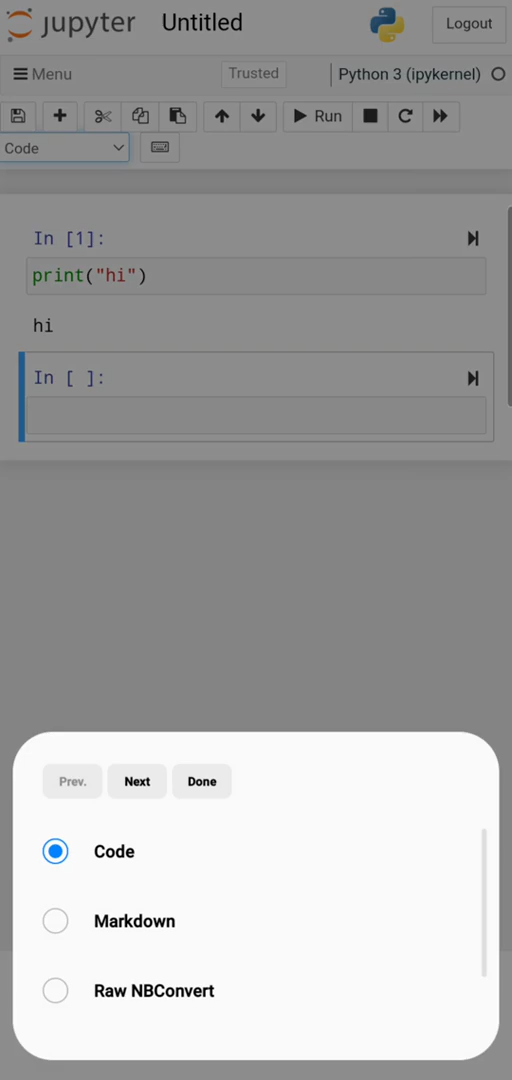 jupyter Untitled Logout
Menu Trusted Python 3 (ipykernel)
Run
Code
In [1]:
print("hi")
hi
In [ ]:
Prev. Next Done
Code
Markdown
Raw NBConvert